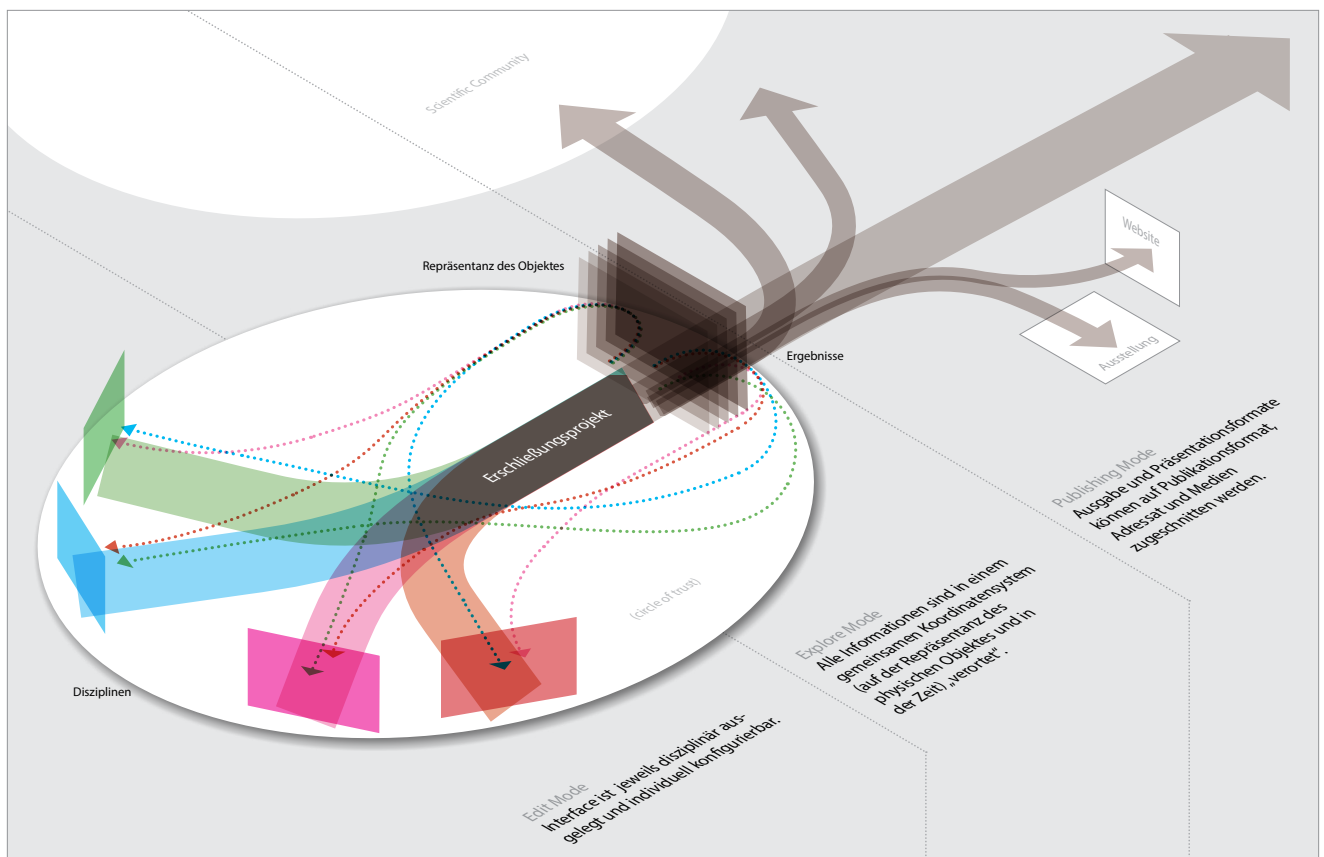 Scientific Community
Repräsentanz des Objektes
Website
Ausstellung
Ergebnisse
Erschließungsprojekt
(circle of trust)
Disziplinen
Publishing Mode
Ausgabe und Präsentationsformate
können auf Publikationsformat,
Adressat und Medien
zugeschnitten werden.
Explore Mode
Alle Informationen sind in einem
gemeinsamen Koordinatensystem
(auf der Repräsentanz des
physischen Objektes und in
der Zeit) „verortet“ .
Edit Mode
Interface ist jeweils disziplinär aus-
gelegt und individuell konfigurierbar.